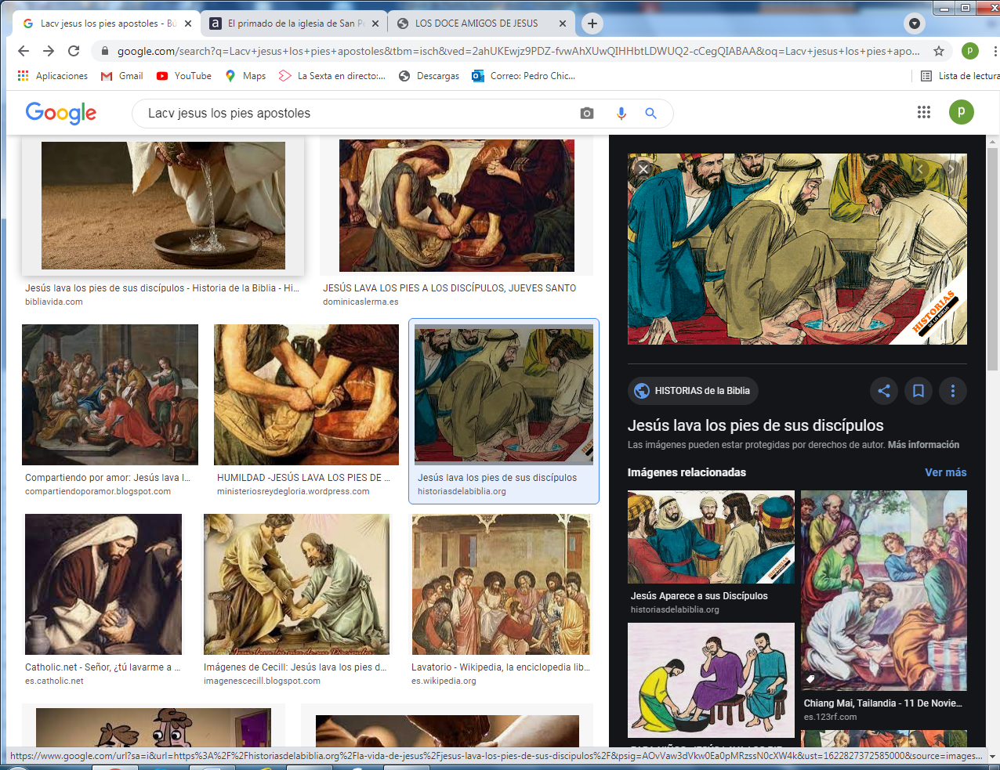 Lacv jesus los pies apostoles - Bú
El primado de la iglesia de San P
LOS DOCE AMIGOS DE JESUS
google.com/search?q=Lacv+jesus+los+pies+apostoles&tbm=isch&ved=2ahUKEwjz9PDZ-fvwAhXUwQIHHbtLDWUQ2-cCegQIABAA&oq=Lacv+jesus+los+pies+apo...
p
Aplicaciones
Gmail
YouTube
Maps
La Sexta en directo:...
Descargas
Correo: Pedro Chic...
Lista de lectura
Google
Lacv jesus los pies apostoles
p
Jesús lava los pies de sus discípulos - Historia de la Biblia - Hi...
bibliavida.com
JESÚS LAVA LOS PIES A LOS DISCÍPULOS, JUEVES SANTO
dominicaslerma.es
Compartiendo por amor: Jesús lava l...
compartiendoporamor.blogspot.com
HUMILDAD -JESÚS LAVA LOS PIES DE ...
ministeriosreydegloria.wordpress.com
Jesús lava los pies de sus discípulos
historiasdelabiblia.org
Catholic.net - Señor, ¿tú lavarme a ...
es.catholic.net
Imágenes de Cecill: Jesús lava los pies d...
imagenescecill.blogspot.com
Lavatorio - Wikipedia, la enciclopedia lib...
es.wikipedia.org
HISTORIAS
DE LA BIBLIA
HISTORIAS de la Biblia
Jesús lava los pies de sus discípulos
Las imágenes pueden estar protegidas por derechos de autor. Más información
Imágenes relacionadas
Ver más
Jesús Aparece a sus Discípulos
historiasdelabiblia.org
Chiang Mai, Tailandia - 11 De Novie...
es.123rf.com
https://www.google.com/url?sa=i&url=https%3A%2F%2Fhistoriasdelabiblia.org%2Fla-vida-de-jesus%2Fjesus-lava-los-pies-de-sus-discipulos%2F&psig=AOvVaw3dVkw0Ea0pMRzssN0cXW4k&ust=1622827372585000&source=images...